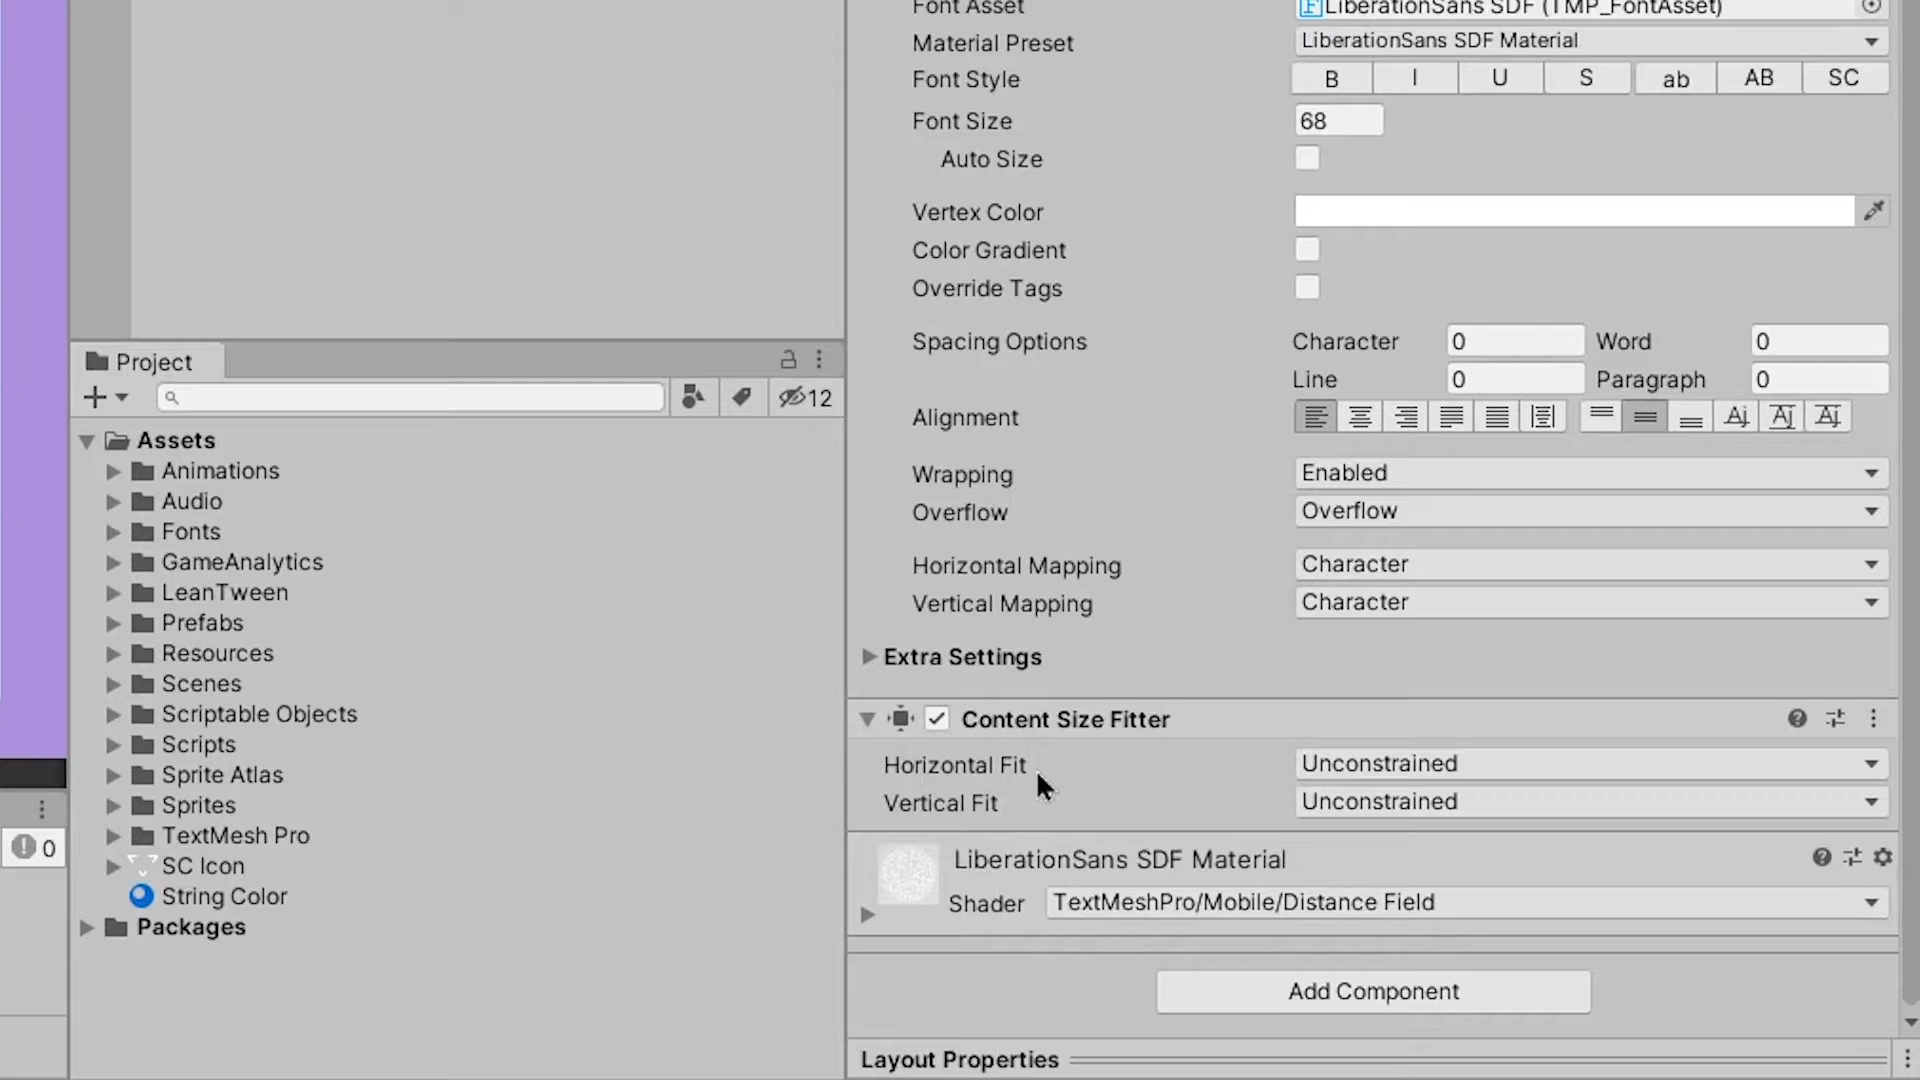 Font Asset LiberationSans SDF (TMP_FontAsset)
Material Preset LiberationSans SDF Material
Font Style B I U S ab AB SC
Font Size 68
Auto Size
Vertex Color
Color Gradient
Override Tags
Spacing Options Character 0 Word 0
Line 0 Paragraph 0
Alignment
Wrapping Enabled
Overflow Overflow
Horizontal Mapping Character
Vertical Mapping Character
Extra Settings
Content Size Fitter
Horizontal Fit Unconstrained
Vertical Fit Unconstrained
LiberationSans SDF Material
Shader TextMeshPro/Mobile/Distance Field
Add Component
Layout Properties
Project
12
Assets
Animations
Audio
Fonts
GameAnalytics
LeanTween
Prefabs
Resources
Scenes
Scriptable Objects
Scripts
Sprite Atlas
Sprites
TextMesh Pro
SC Icon
String Color
Packages
0